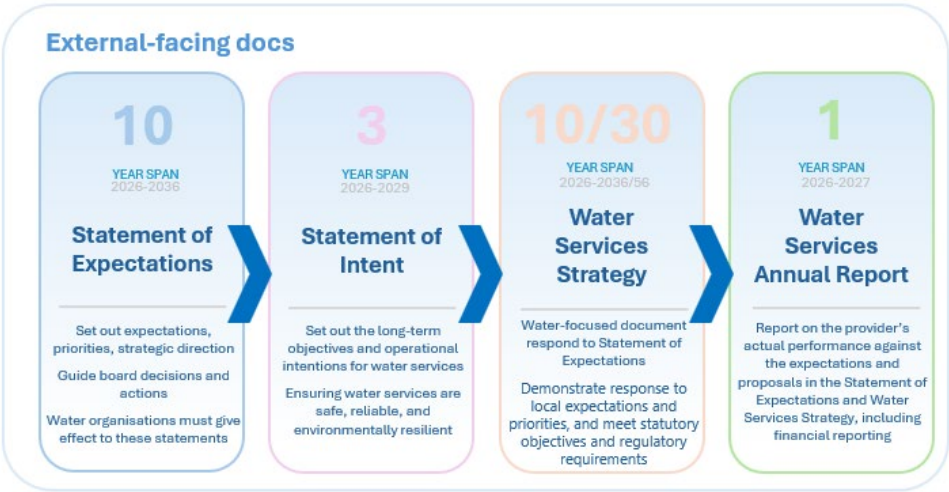 External-facing docs
10
YEAR SPAN
2026-2036
Statement of
Expectations
Set out expectations,
priorities, strategic direction
Guide board decisions and
actions
Water organisations must give
effect to these statements
3
YEAR SPAN
2026-2029
Statement of
Intent
Set out the long-term
objectives and operational
intentions for water services
Ensuring water services are
safe, reliable, and
environmentally resilient
10/30
YEAR SPAN
2026-2036/56
Water
Services
Strategy
Water-focused document
respond to Statement of
Expectations
Demonstrate response to
local expectations and
priorities, and meet statutory
objectives and regulatory
requirements
1
YEAR SPAN
2026-2027
Water
Services
Annual Report
Report on the provider's
actual performance against
the expectations and
proposals in the Statement of
Expectations and Water
Services Strategy, including
financial reporting